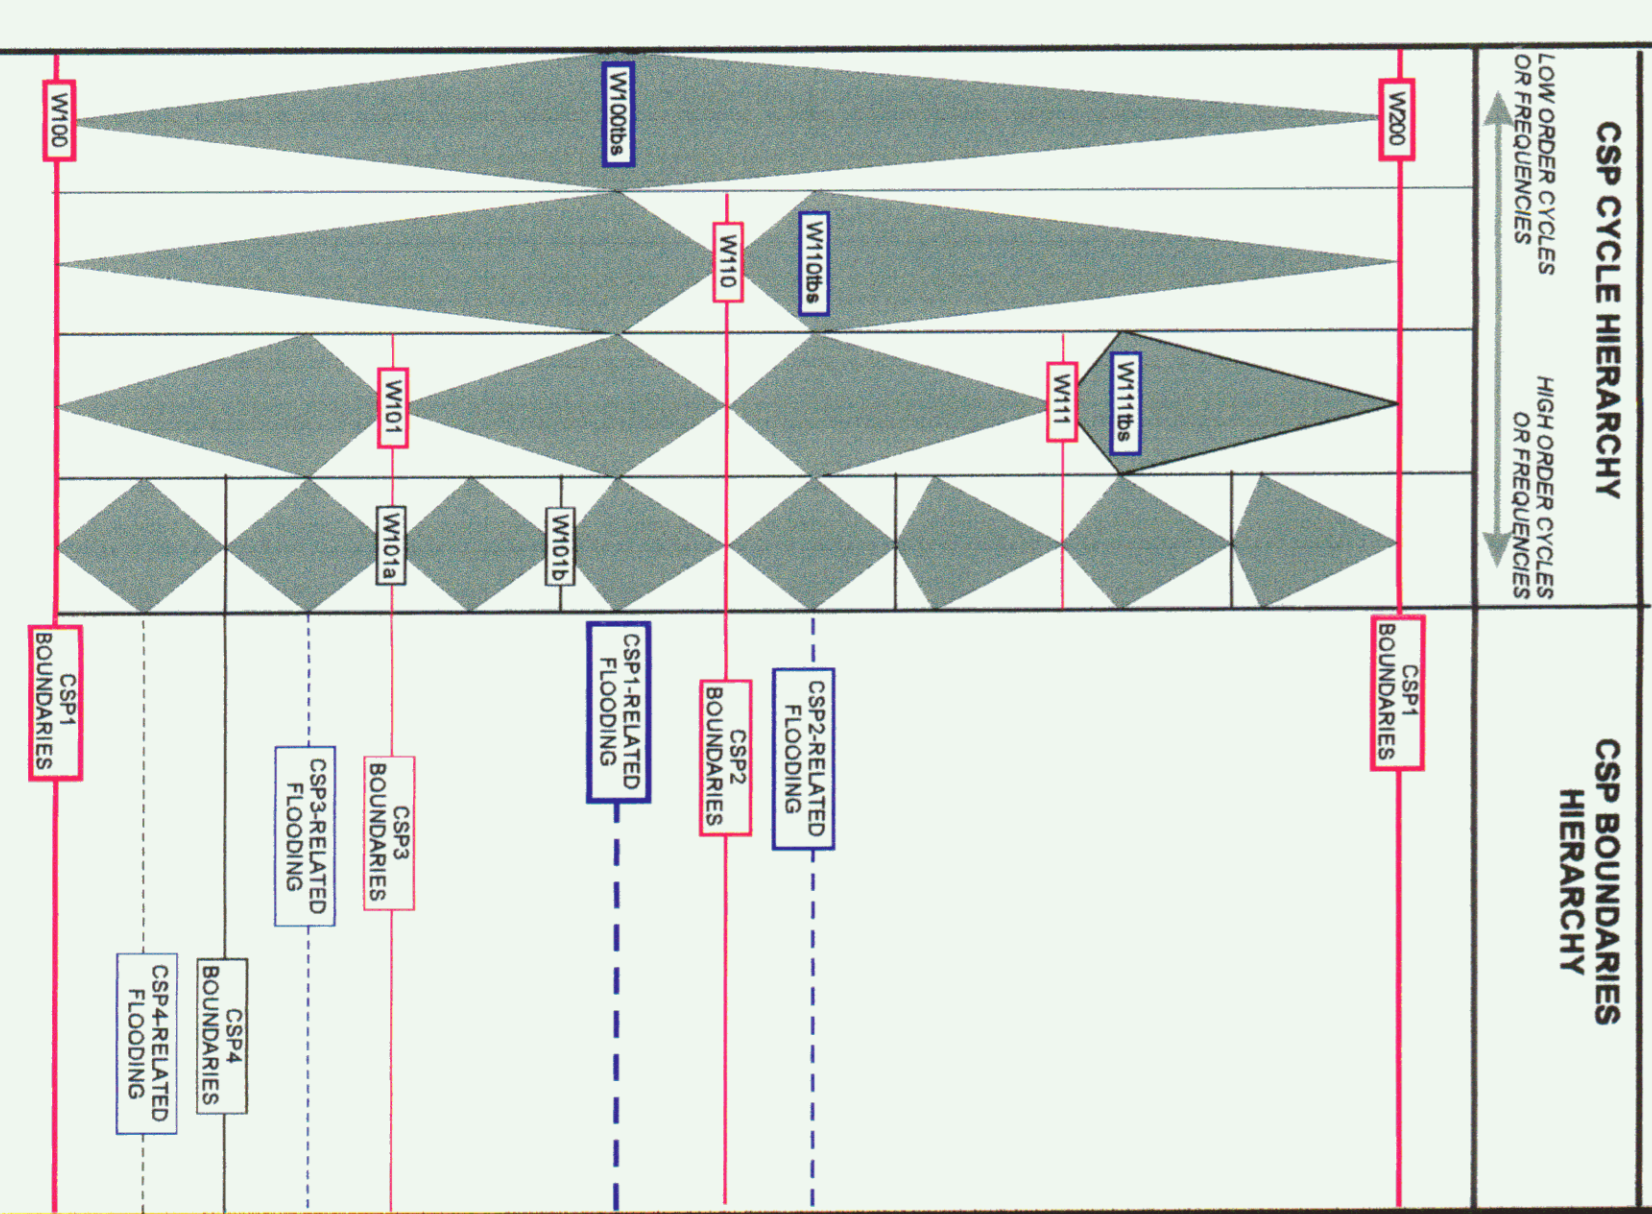 CSP CYCLE HIERARCHY
CSP BOUNDARIES
HIERARCHY
LOW ORDER CYCLES
OR FREQUENCIES
HIGH ORDER CYCLES
OR FREQUENCIES
W200
W111tbs
W111
W110tbs
W110
W100tbs
W101b
W101
W101a
W100
CSP1
BOUNDARIES
CSP2-RELATED
FLOODING
CSP2
BOUNDARIES
CSP1-RELATED
FLOODING
CSP3
BOUNDARIES
CSP3-RELATED
FLOODING
CSP4
BOUNDARIES
CSP4-RELATED
FLOODING
CSP1
BOUNDARIES